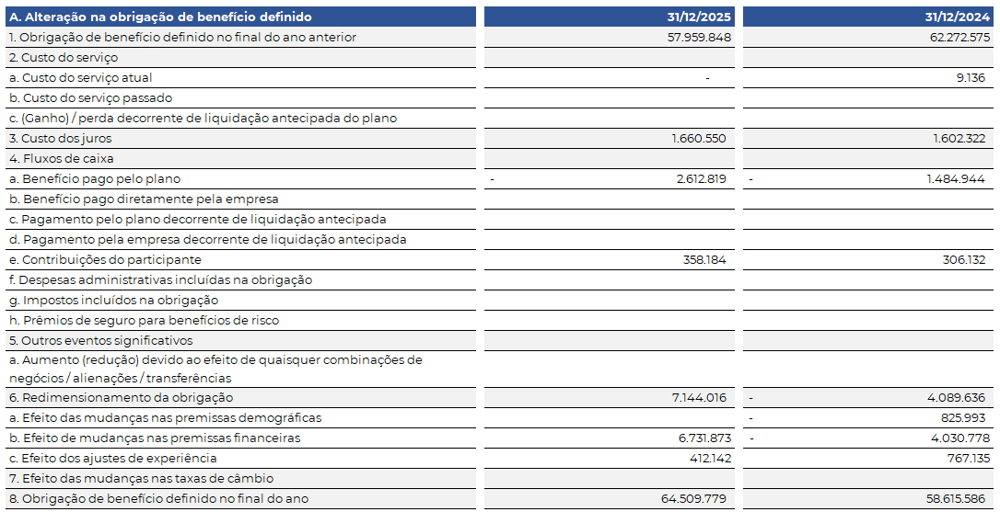 A. Alteração na obrigação de benefício definido 31/12/2025 31/12/2024
1. Obrigação de benefício definido no final do ano anterior 57.959.848 62.272.575
2. Custo do serviço
a. Custo do serviço atual - 9.136
b. Custo do serviço passado
c. (Ganho) / perda decorrente de liquidação antecipada do plano
3. Custo dos juros 1.660.550 1.602.322
4. Fluxos de caixa
a. Benefício pago pelo plano - 2.612.819 - 1.484.944
b. Benefício pago diretamente pela empresa
c. Pagamento pelo plano decorrente de liquidação antecipada
d. Pagamento pela empresa decorrente de liquidação antecipada
e. Contribuições do participante 358.184 306.132
f. Despesas administrativas incluídas na obrigação
g. Impostos incluídos na obrigação
h. Prêmios de seguro para benefícios de risco
5. Outros eventos significativos
a. Aumento (redução) devido ao efeito de quaisquer combinações de
negócios / alienações / transferências
6. Redimensionamento da obrigação 7.144.016 - 4.089.636
a. Efeito das mudanças nas premissas demográficas - 825.993
b. Efeito de mudanças nas premissas financeiras 6.731.873 - 4.030.778
c. Efeito dos ajustes de experiência 412.142 767.135
7. Efeito das mudanças nas taxas de câmbio
8. Obrigação de benefício definido no final do ano 64.509.779 58.615.586